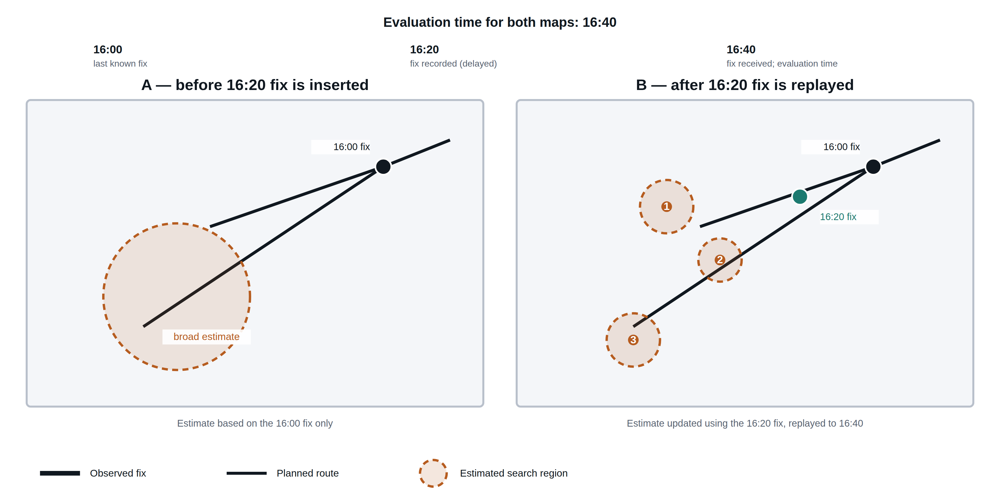 Evaluation time for both maps: 16:40
16:00
last known fix
16:20
fix recorded (delayed)
16:40
fix received; evaluation time
A — before 16:20 fix is inserted
16:00 fix
broad estimate
Estimate based on the 16:00 fix only
B — after 16:20 fix is replayed
16:00 fix
1
16:20 fix
2
3
Estimate updated using the 16:20 fix, replayed to 16:40
Observed fix
Planned route
Estimated search region